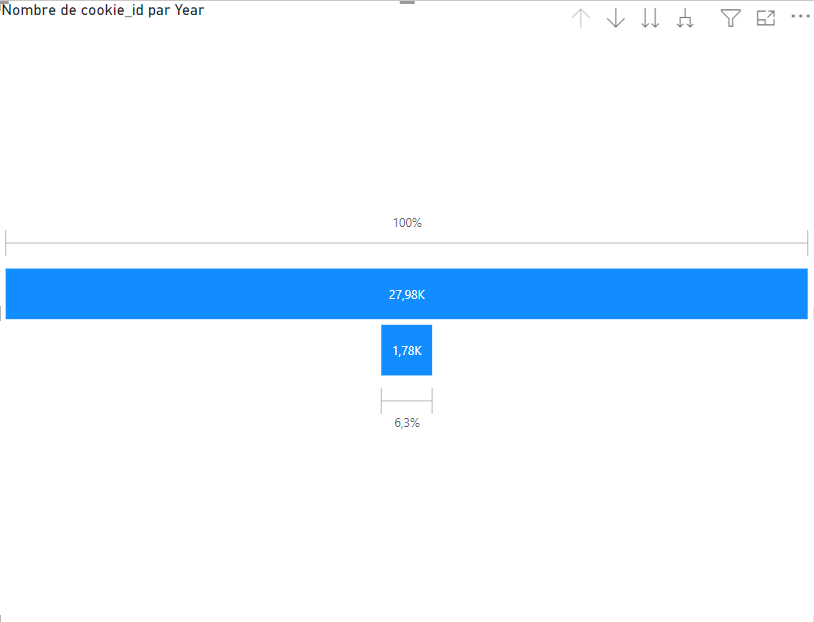 Nombre de cookie_id par Year
100%
27,98K
1,78K
6,3%